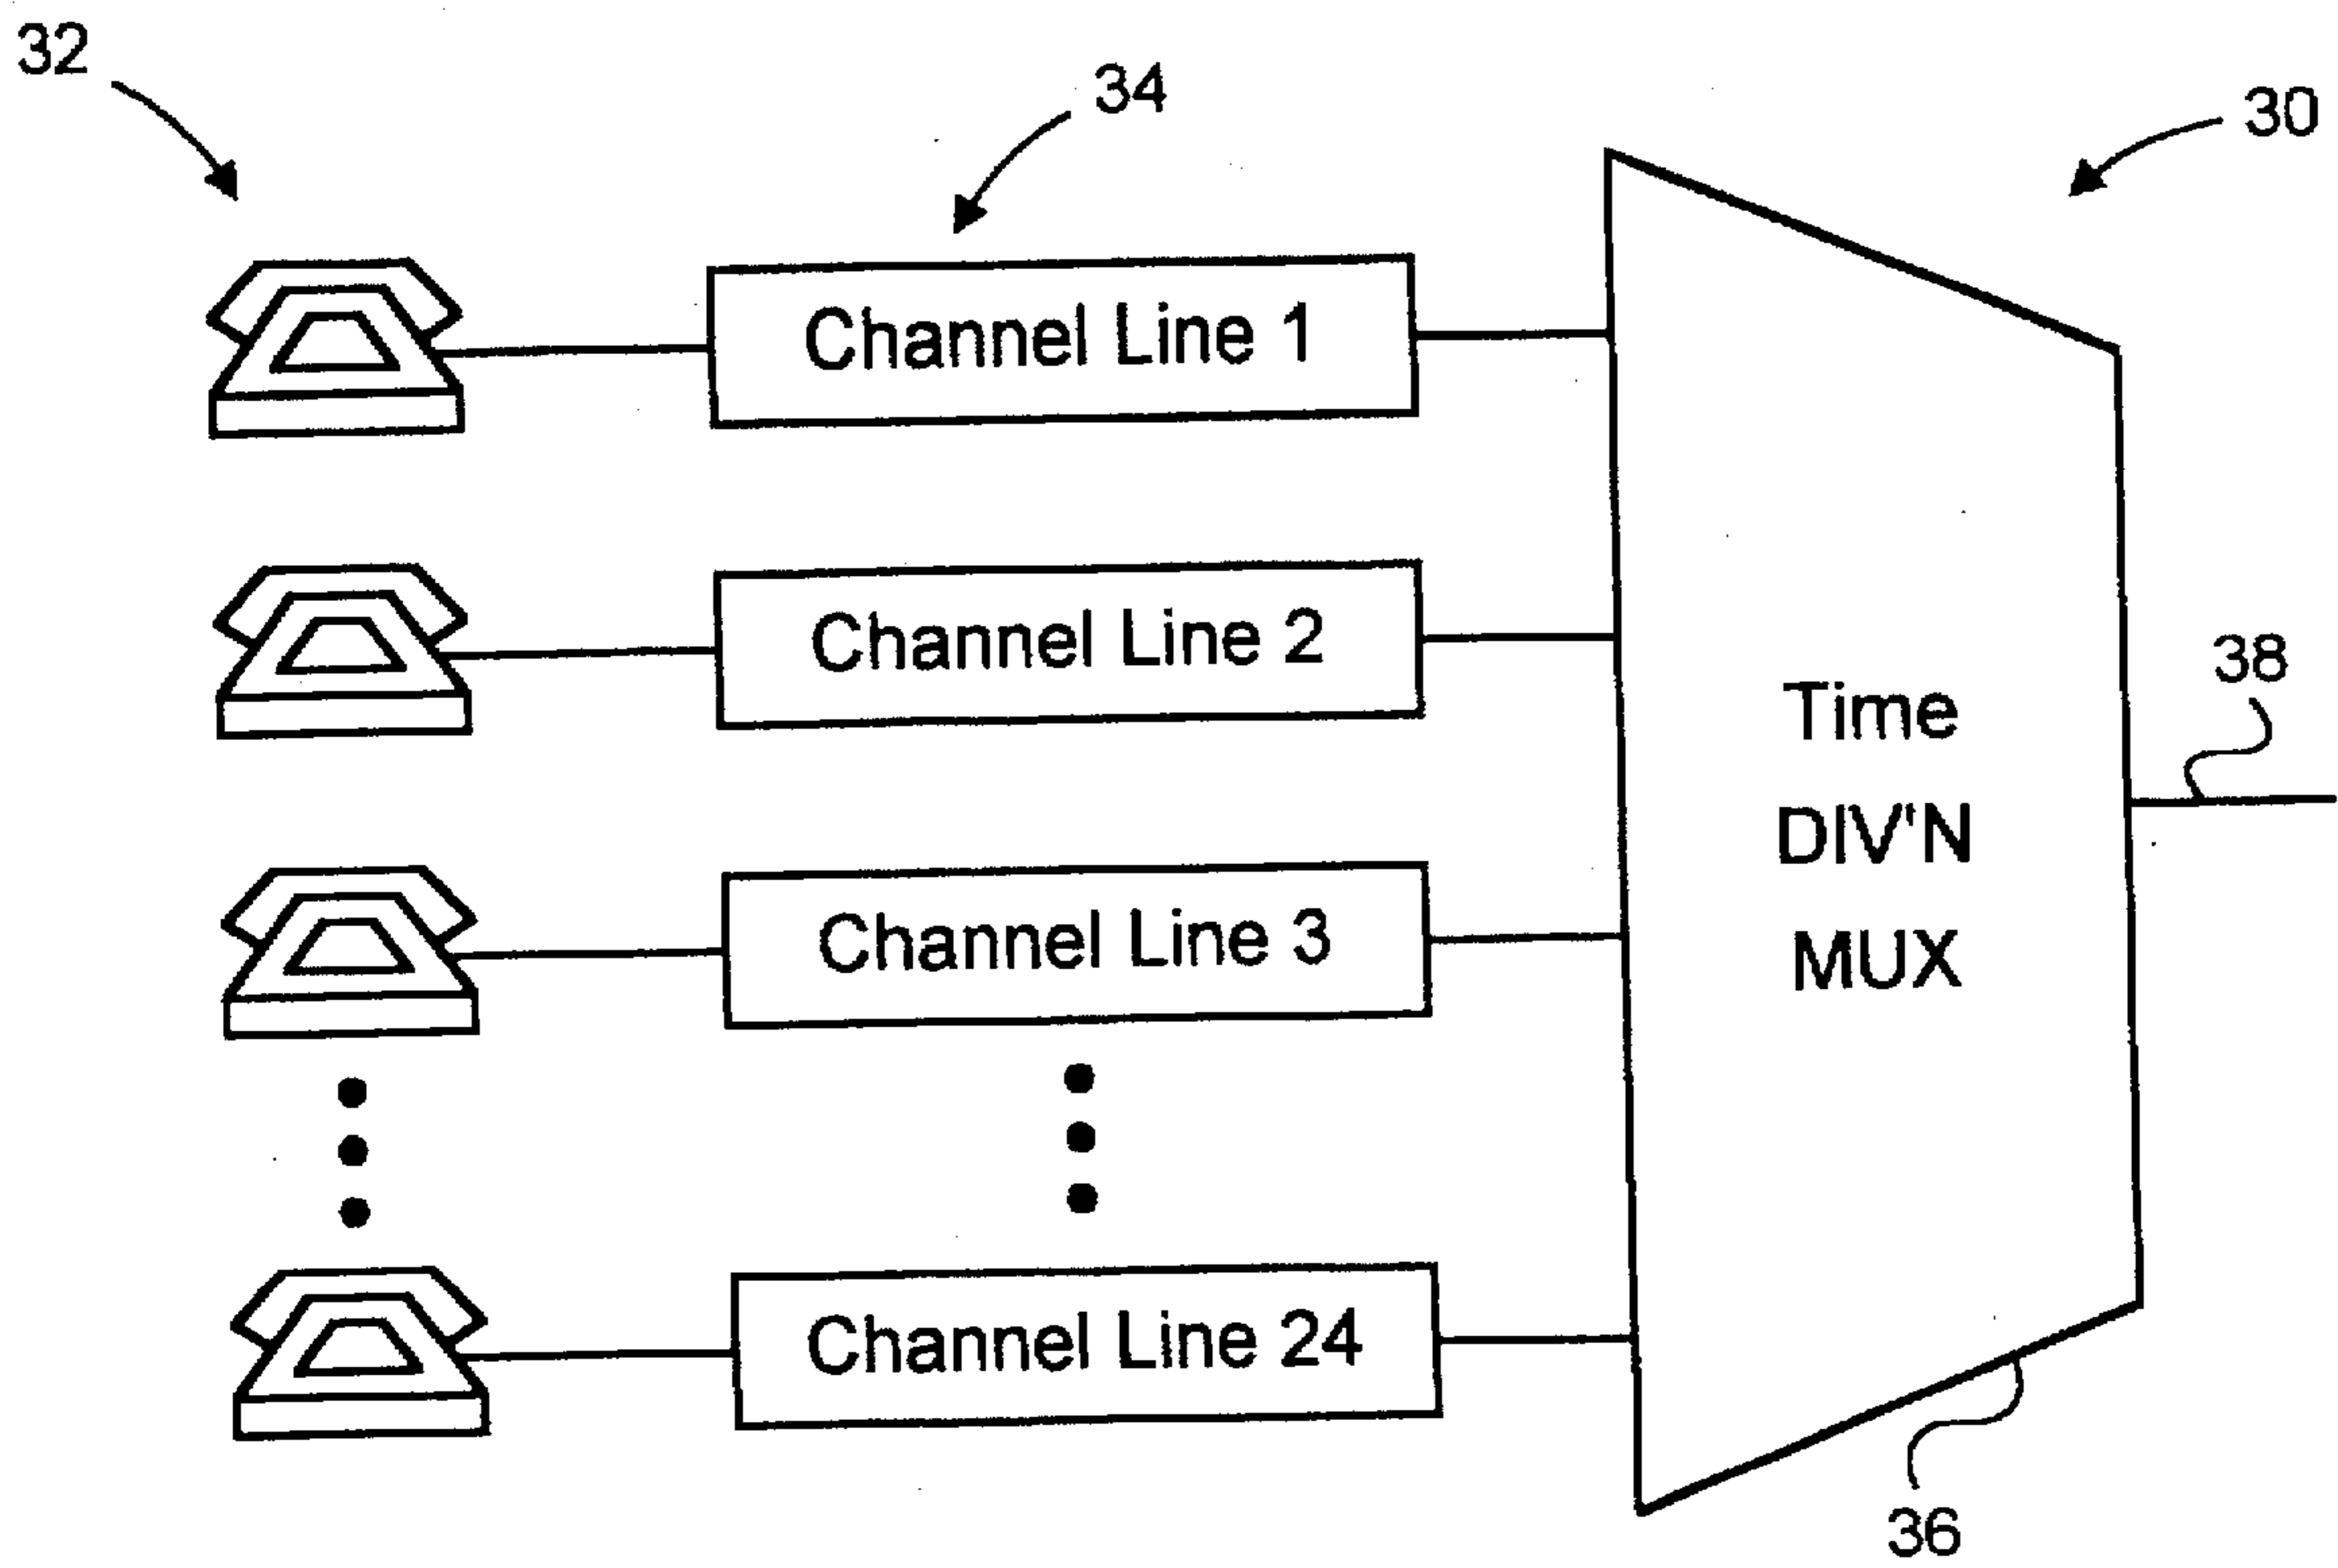 32
34
30
Channel Line 1
Channel Line 2
38
Time
DIV'N
MUX
Channel Line 3
Channel Line 24
36